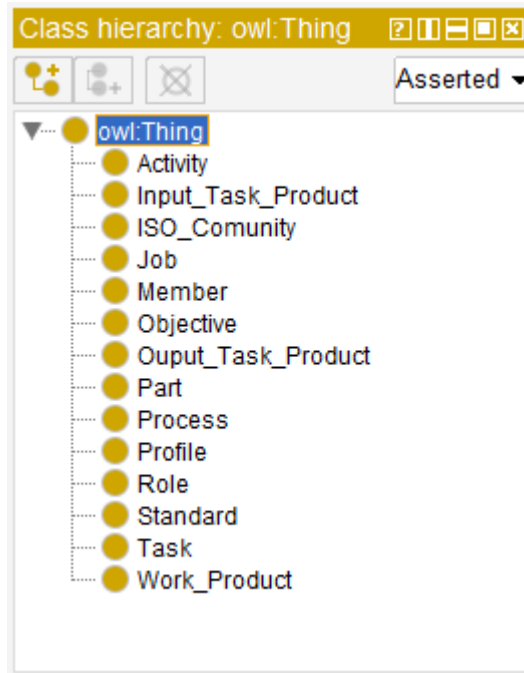 Class hierarchy: owl:Thing
Asserted
owl:Thing
Activity
Input_Task_Product
ISO_Comunity
Job
Member
Objective
Ouput_Task_Product
Part
Process
Profile
Role
Standard
Task
Work_Product